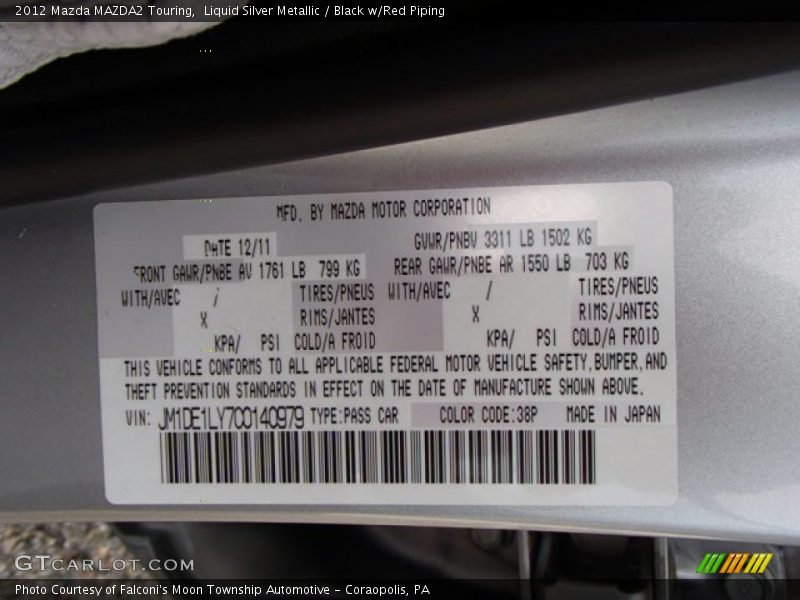 2012 Mazda MAZDA2 Touring,  Liquid Silver Metallic / Black w/Red Piping
MFD. BY MAZDA MOTOR CORPORATION
DATE 12/11 GVWR/PNBV 3311 LB 1502 KG
FRONT GAWR/PNBE AV 1761 LB 799 KG REAR GAWR/PNBE AR 1550 LB 703 KG
WITH/AVEC / TIRES/PNEUS WITH/AVEC / TIRES/PNEUS
X RIMS/JANTES X RIMS/JANTES
KPA/ PSI COLD/A FROID KPA/ PSI COLD/A FROID
THIS VEHICLE CONFORMS TO ALL APPLICABLE FEDERAL MOTOR VEHICLE SAFETY,BUMPER,AND
THEFT PREVENTION STANDARDS IN EFFECT ON THE DATE OF MANUFACTURE SHOWN ABOVE.
VIN: JM1DE1LY7C0140979 TYPE:PASS CAR COLOR CODE:38P MADE IN JAPAN
GTCARLOT.COM
Photo Courtesy of Falconi's Moon Township Automotive – Coraopolis, PA